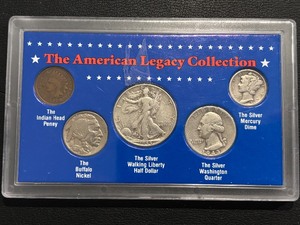 The American Legacy Collection
The
Indian Head
Penny
The
Buffalo
Nickel
The Silver
Walking Liberty
Half Dollar
The Silver
Washington
Quarter
The Silver
Mercury
Dime